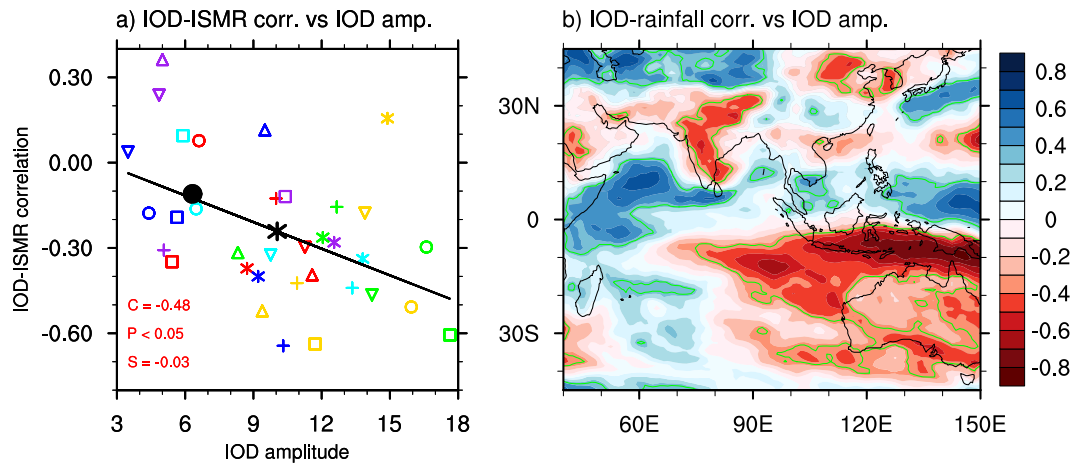 a) IOD-ISMR corr. vs IOD amp.
b) IOD-rainfall corr. vs IOD amp.
IOD-ISMR correlation
0.30
0.00
-0.30
-0.60
C = -0.48
P < 0.05
S = -0.03
3 6 9 12 15 18
IOD amplitude
30N
0
30S
60E 90E 120E 150E
0.8
0.6
0.4
0.2
0
-0.2
-0.4
-0.6
-0.8